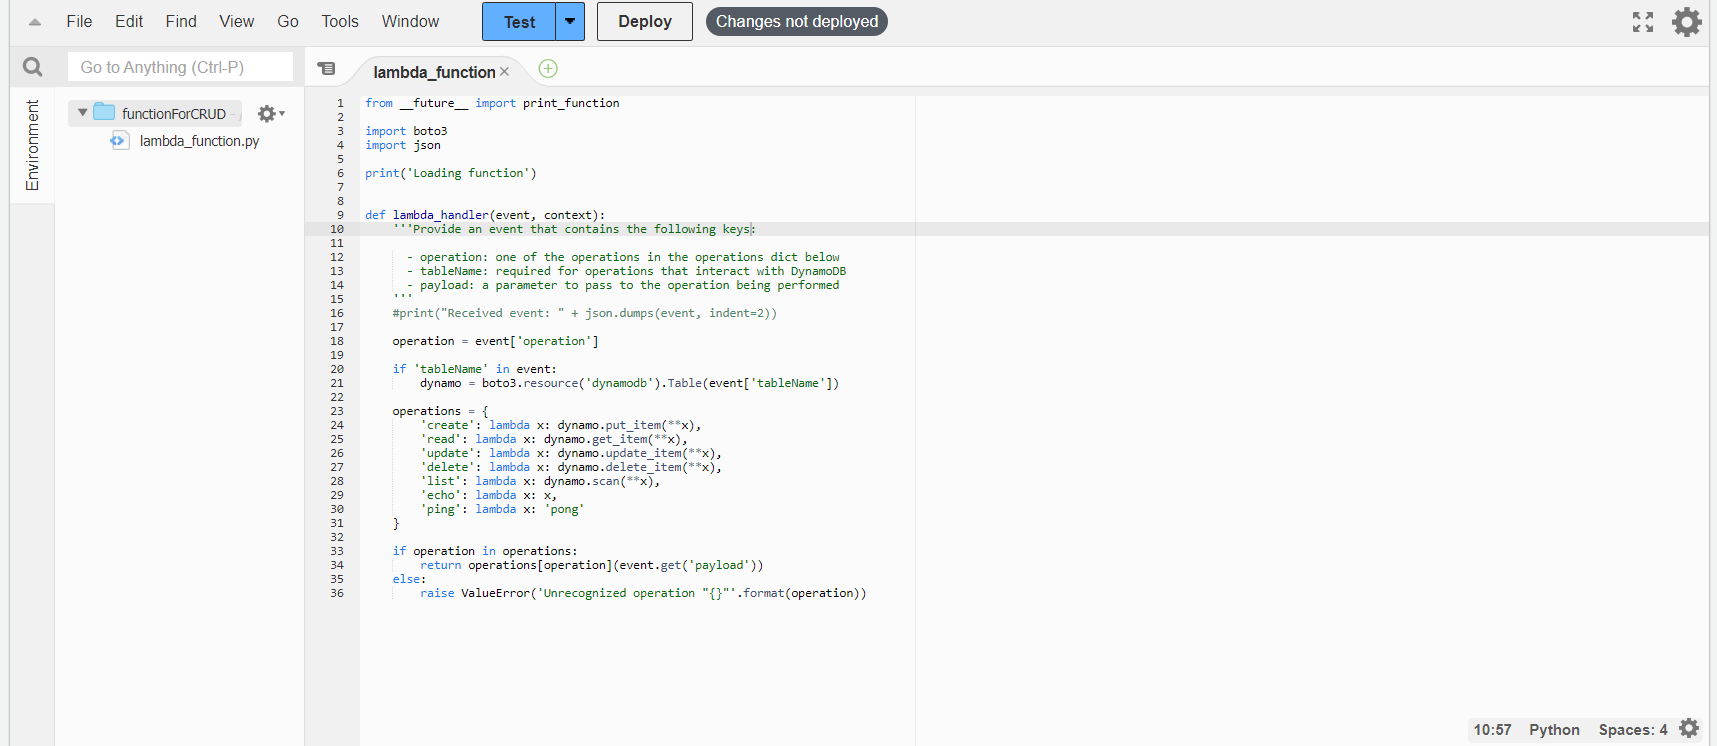 File Edit Find View Go Tools Window Test Deploy Changes not deployed
Go to Anything (Ctrl-P)
lambda_function
Environment
functionForCRUD -
lambda_function.py
1 from __future__ import print_function
2
3 import boto3
4 import json
5
6 print('Loading function')
7
8
9 def lambda_handler(event, context):
10     '''Provide an event that contains the following keys:
11
12       - operation: one of the operations in the operations dict below
13       - tableName: required for operations that interact with DynamoDB
14       - payload: a parameter to pass to the operation being performed
15     '''
16     #print("Received event: " + json.dumps(event, indent=2))
17
18     operation = event['operation']
19
20     if 'tableName' in event:
21         dynamo = boto3.resource('dynamodb').Table(event['tableName'])
22
23     operations = {
24         'create': lambda x: dynamo.put_item(**x),
25         'read': lambda x: dynamo.get_item(**x),
26         'update': lambda x: dynamo.update_item(**x),
27         'delete': lambda x: dynamo.delete_item(**x),
28         'list': lambda x: dynamo.scan(**x),
29         'echo': lambda x: x,
30         'ping': lambda x: 'pong'
31     }
32
33     if operation in operations:
34         return operations[operation](event.get('payload'))
35     else:
36         raise ValueError('Unrecognized operation "{}"'.format(operation))
10:57 Python Spaces: 4